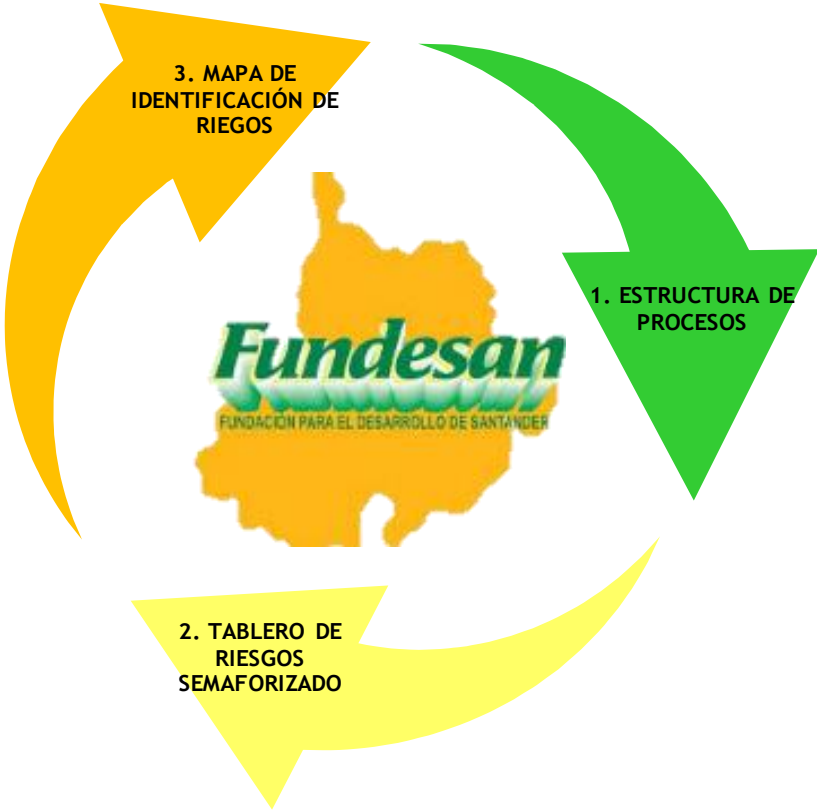 3. MAPA DE
IDENTIFICACIÓN DE
RIEGOS
1. ESTRUCTURA DE
PROCESOS
Fundesan
FUNDACIÓN PARA EL DESARROLLO DE SANTANDER
2. TABLERO DE
RIESGOS
SEMAFORIZADO